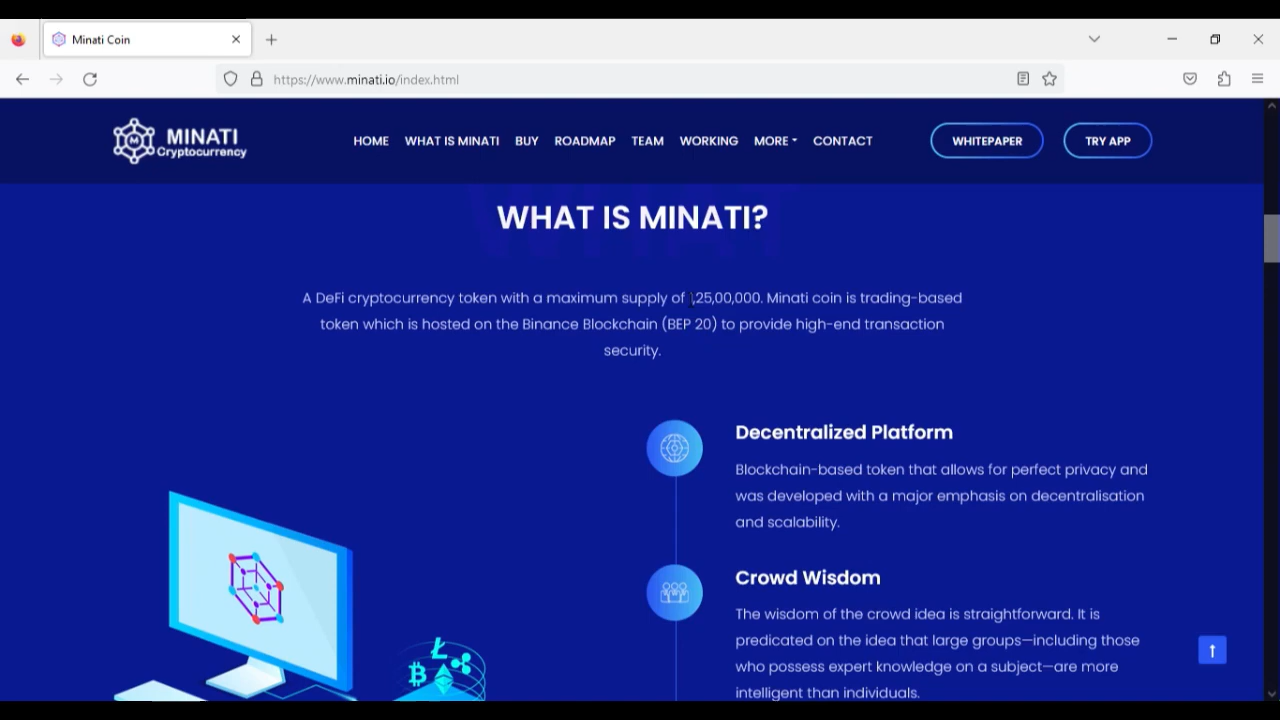 Minati Coin
https://www.minati.io/index.html
MINATI
Cryptocurrency
HOME WHAT IS MINATI BUY ROADMAP TEAM WORKING MORE CONTACT WHITEPAPER TRY APP
WHAT IS MINATI?
A DeFi cryptocurrency token with a maximum supply of 125,00,000. Minati coin is trading-based
token which is hosted on the Binance Blockchain (BEP 20) to provide high-end transaction
security.
Decentralized Platform
Blockchain-based token that allows for perfect privacy and
was developed with a major emphasis on decentralisation
and scalability.
Crowd Wisdom
The wisdom of the crowd idea is straightforward. It is
predicated on the idea that large groups—including those
who possess expert knowledge on a subject—are more
intelligent than individuals.